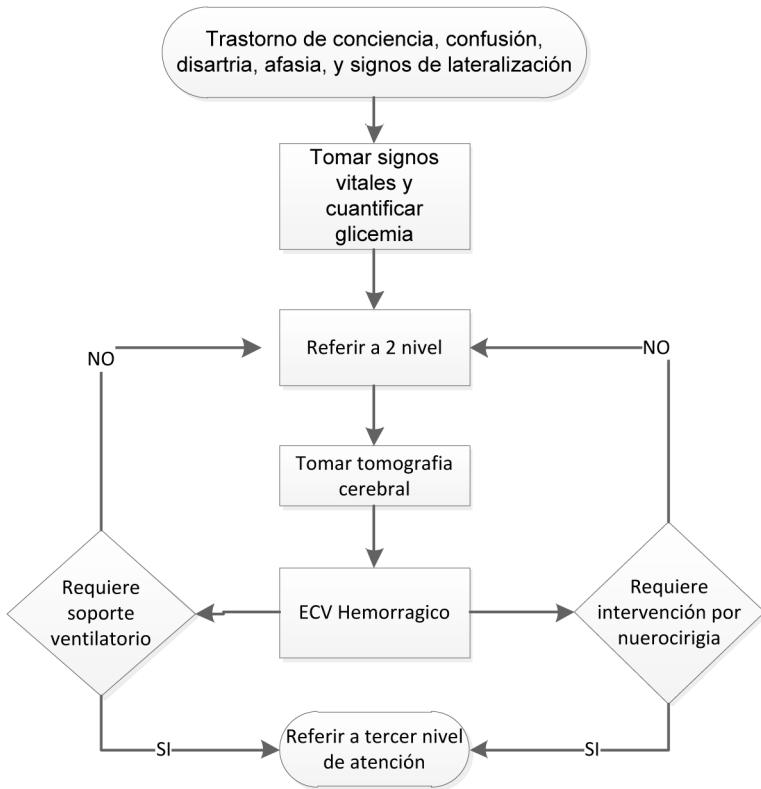 Trastorno de conciencia, confusión,
disartria, afasia, y signos de lateralización
Tomar signos
vitales y
cuantificar
glicemia
Referir a 2 nivel
NO
NO
Tomar tomografia
cerebral
Requiere
soporte
ventilatorio
ECV Hemorragico
Requiere
intervención por
nuerocirigia
Referir a tercer nivel
de atención
SI
SI